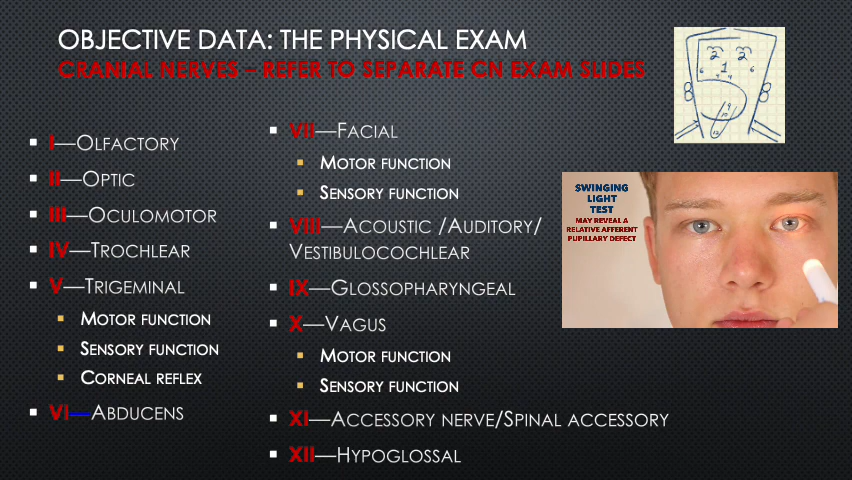 OBJECTIVE DATA: THE PHYSICAL EXAM
CRANIAL NERVES – REFER TO SEPARATE CN EXAM SLIDES
I—OLFACTORY
II—OPTIC
III—OCULOMOTOR
IV—TROCHLEAR
V—TRIGEMINAL
MOTOR FUNCTION
SENSORY FUNCTION
CORNEAL REFLEX
VI—ABDUCENS
VII—FACIAL
MOTOR FUNCTION
SENSORY FUNCTION
VIII—ACOUSTIC /AUDITORY/
VESTIBULOCOCHLEAR
IX—GLOSSOPHARYNGEAL
X—VAGUS
MOTOR FUNCTION
SENSORY FUNCTION
XI—ACCESSORY NERVE/SPINAL ACCESSORY
XII—HYPOGLOSSAL
SWINGING
LIGHT
TEST
MAY REVEAL A
RELATIVE AFFERENT
PUPILLARY DEFECT
2 2
1